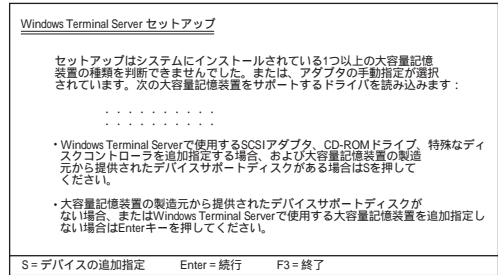 Windows Terminal Server セットアップ
セットアップはシステムにインストールされている1つ以上の大容量記憶
装置の種類を判断できませんでした。または、アダプタの手動指定が選択
されています。次の大容量記憶装置をサポートするドライバを読み込みます：
. . . . . . . . . .
. . . . . . . . . .
・Windows Terminal Serverで使用するSCSIアダプタ、CD-ROMドライブ、特殊なディ
スクコントローラを追加指定する場合、および大容量記憶装置の製造
元から提供されたデバイスサポートディスクがある場合はSを押して
ください。
・大容量記憶装置の製造元から提供されたデバイスサポートディスクが
ない場合、またはWindows Terminal Serverで使用する大容量記憶装置を追加指定し
ない場合はEnterキーを押してください。
S=デバイスの追加指定 Enter=続行 F3=終了